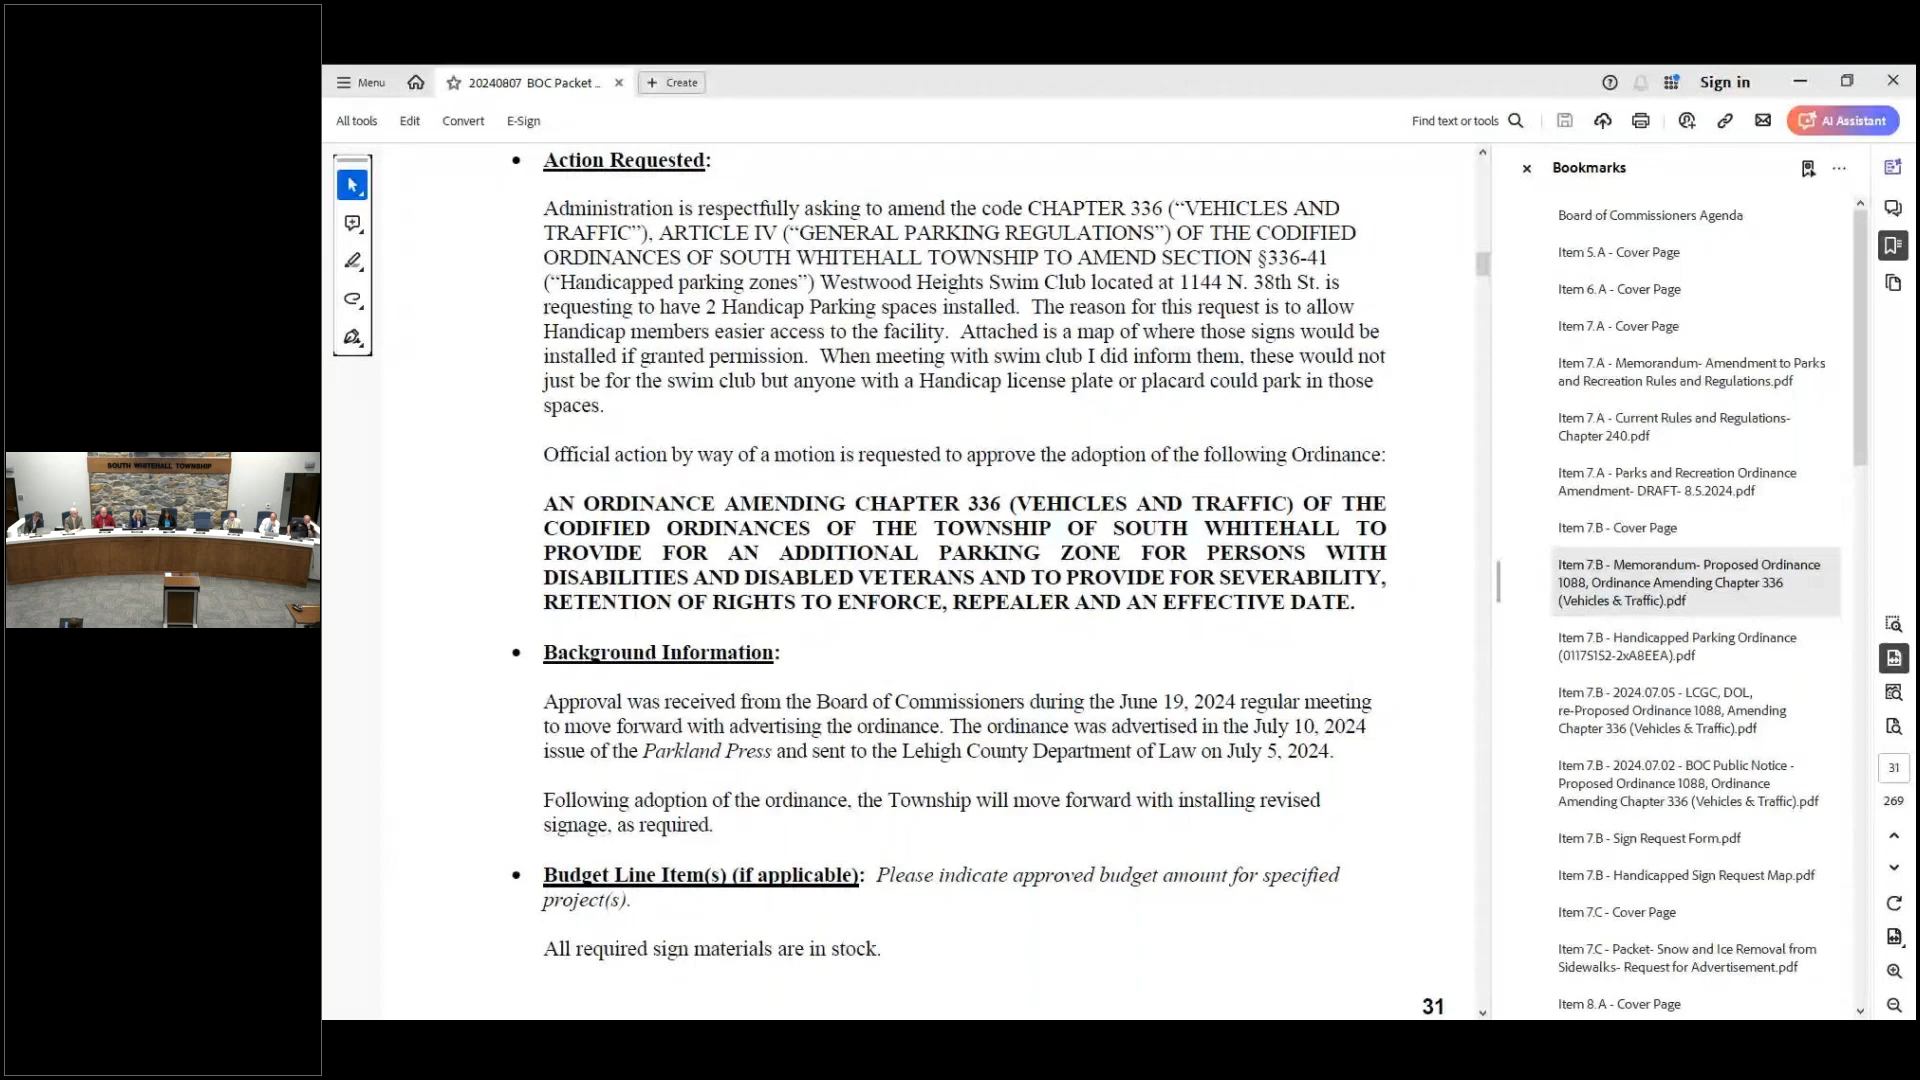 SOUTH WHITEHALL TOWNSHIP
Menu
20240807 BOC Packet ...
Create
Sign in
All tools
Edit
Convert
E-Sign
Find text or tools
AI Assistant
• Action Requested:
Administration is respectfully asking to amend the code CHAPTER 336 (“VEHICLES AND
TRAFFIC”), ARTICLE IV (“GENERAL PARKING REGULATIONS”) OF THE CODIFIED
ORDINANCES OF SOUTH WHITEHALL TOWNSHIP TO AMEND SECTION §336-41
(“Handicapped parking zones”) Westwood Heights Swim Club located at 1144 N. 38th St. is
requesting to have 2 Handicap Parking spaces installed. The reason for this request is to allow
Handicap members easier access to the facility. Attached is a map of where those signs would be
installed if granted permission. When meeting with swim club I did inform them, these would not
just be for the swim club but anyone with a Handicap license plate or placard could park in those
spaces.
Official action by way of a motion is requested to approve the adoption of the following Ordinance:
AN ORDINANCE AMENDING CHAPTER 336 (VEHICLES AND TRAFFIC) OF THE
CODIFIED ORDINANCES OF THE TOWNSHIP OF SOUTH WHITEHALL TO
PROVIDE FOR AN ADDITIONAL PARKING ZONE FOR PERSONS WITH
DISABILITIES AND DISABLED VETERANS AND TO PROVIDE FOR SEVERABILITY,
RETENTION OF RIGHTS TO ENFORCE, REPEALER AND AN EFFECTIVE DATE.
• Background Information:
Approval was received from the Board of Commissioners during the June 19, 2024 regular meeting
to move forward with advertising the ordinance. The ordinance was advertised in the July 10, 2024
issue of the Parkland Press and sent to the Lehigh County Department of Law on July 5, 2024.
Following adoption of the ordinance, the Township will move forward with installing revised
signage, as required.
• Budget Line Item(s) (if applicable): Please indicate approved budget amount for specified
project(s).
All required sign materials are in stock.
31
Bookmarks
Board of Commissioners Agenda
Item 5.A - Cover Page
Item 6.A - Cover Page
Item 7.A - Cover Page
Item 7.A - Memorandum- Amendment to Parks
and Recreation Rules and Regulations.pdf
Item 7.A - Current Rules and Regulations-
Chapter 240.pdf
Item 7.A - Parks and Recreation Ordinance
Amendment- DRAFT- 8.5.2024.pdf
Item 7.B - Cover Page
Item 7.B - Memorandum- Proposed Ordinance
1088, Ordinance Amending Chapter 336
(Vehicles & Traffic).pdf
Item 7.B - Handicapped Parking Ordinance
(01175152-2xA8EEA).pdf
Item 7.B - 2024.07.05 - LCGC, DOL,
re-Proposed Ordinance 1088, Amending
Chapter 336 (Vehicles & Traffic).pdf
Item 7.B - 2024.07.02 - BOC Public Notice -
Proposed Ordinance 1088, Ordinance
Amending Chapter 336 (Vehicles & Traffic).pdf
Item 7.B - Sign Request Form.pdf
Item 7.B - Handicapped Sign Request Map.pdf
Item 7.C - Cover Page
Item 7.C - Packet- Snow and Ice Removal from
Sidewalks- Request for Advertisement.pdf
Item 8.A - Cover Page
31
269